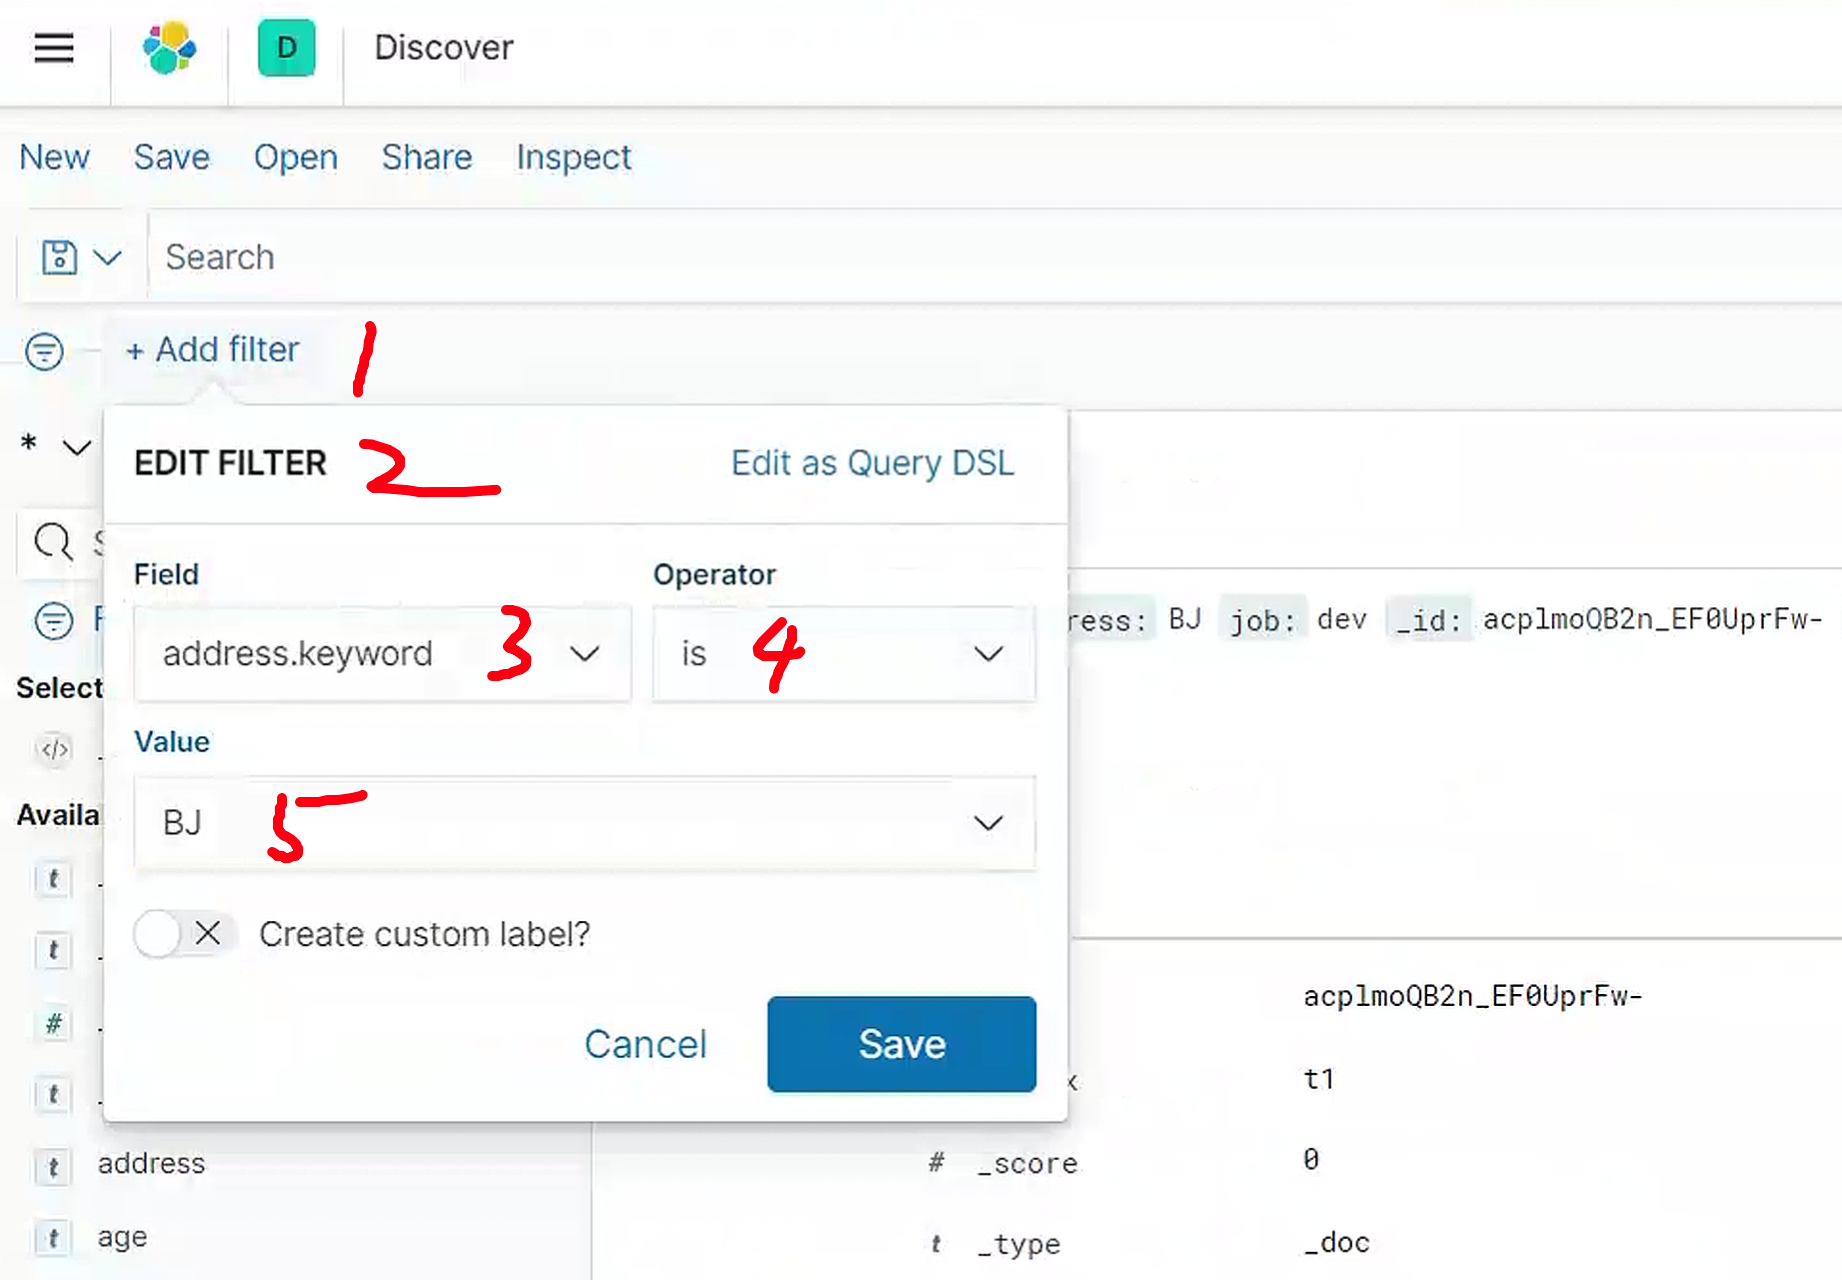 D Discover
New Save Open Share Inspect
Search
+ Add filter 1
*
EDIT FILTER 2 Edit as Query DSL
Field Operator
address.keyword 3 is 4
ress: BJ job: dev _id: acplmoQB2n_EF0UprFw-
Select
Value
BJ 5
Availa
t
t
Create custom label?
acplmoQB2n_EF0UprFw-
#
Cancel Save
t x t1
t address # _score 0
t age t _type _doc